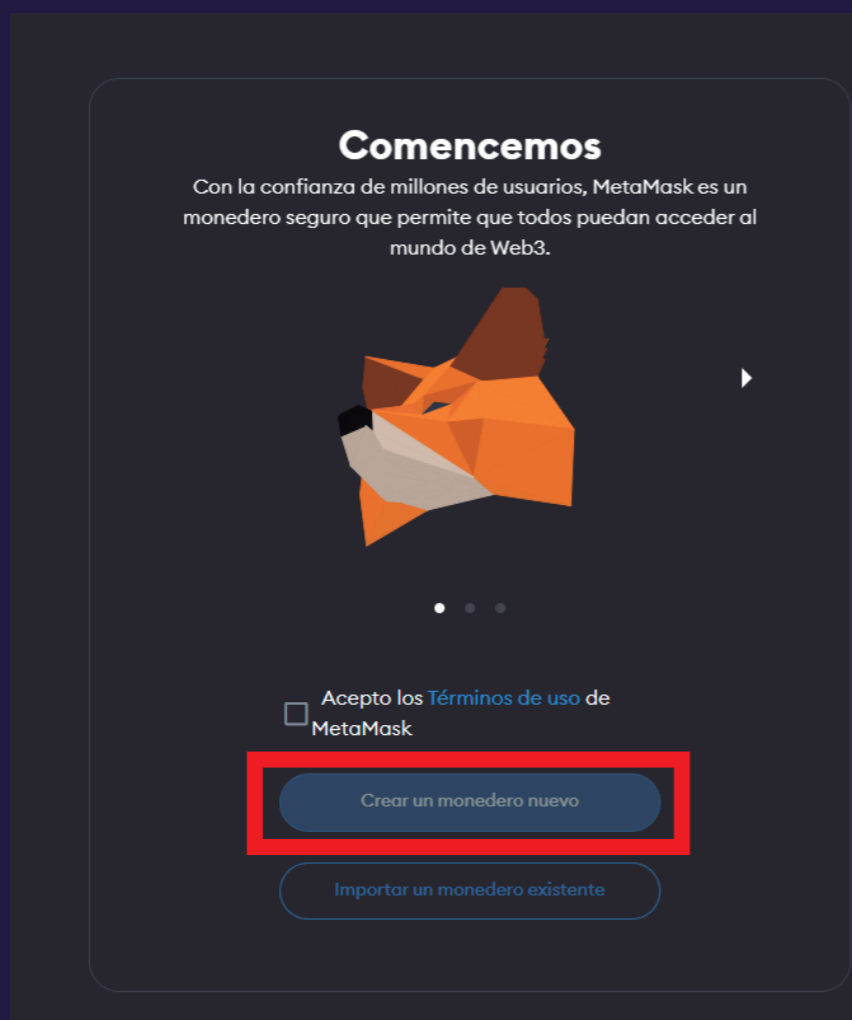 Comencemos
Con la confianza de millones de usuarios, MetaMask es un
monedero seguro que permite que todos puedan acceder al
mundo de Web3.
Acepto los Términos de uso de
MetaMask
Crear un monedero nuevo
Importar un monedero existente